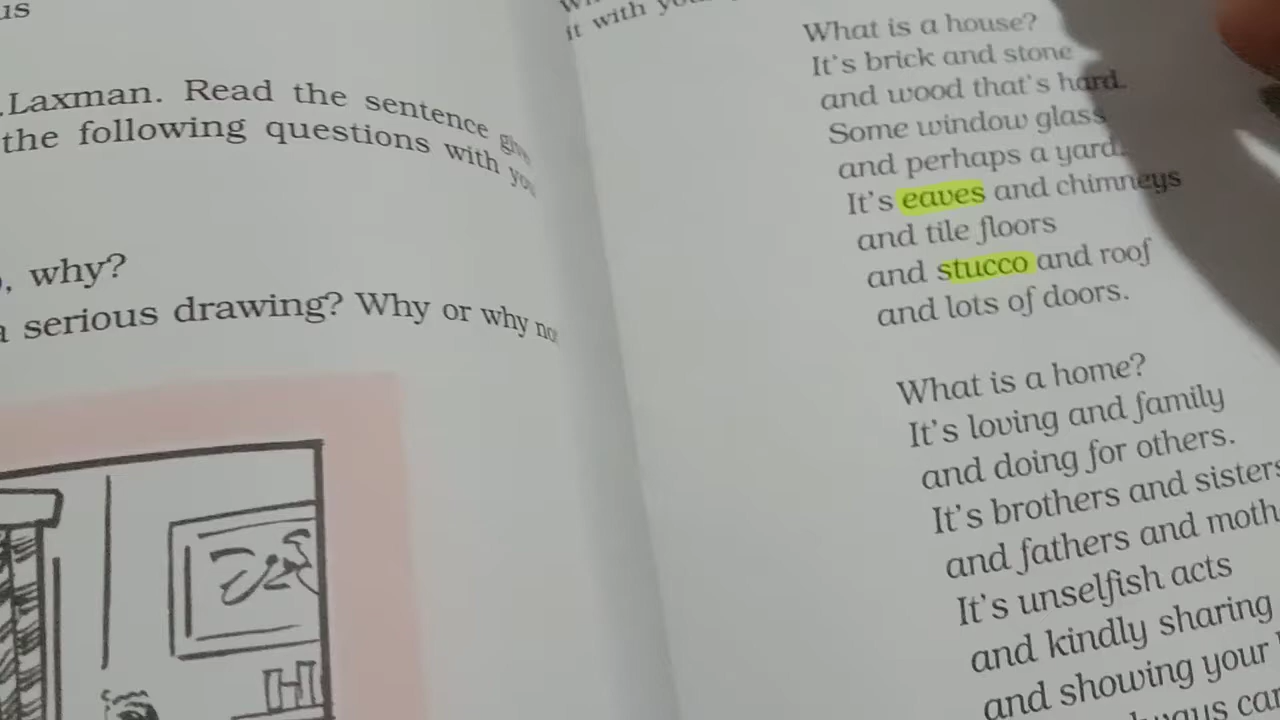 us
.Laxman. Read the sentence
the following questions with
, why?
a serious drawing? Why or why
it with
What is a house?
It's brick and stone
and wood that's hard.
Some window glass
and perhaps a yard.
It's eaves and chimneys
and tile floors
and stucco and roof
and lots of doors.
What is a home?
It's loving and family
and doing for others.
It's brothers and sisters
and fathers and moth
It's unselfish acts
and kindly sharing
and showing your